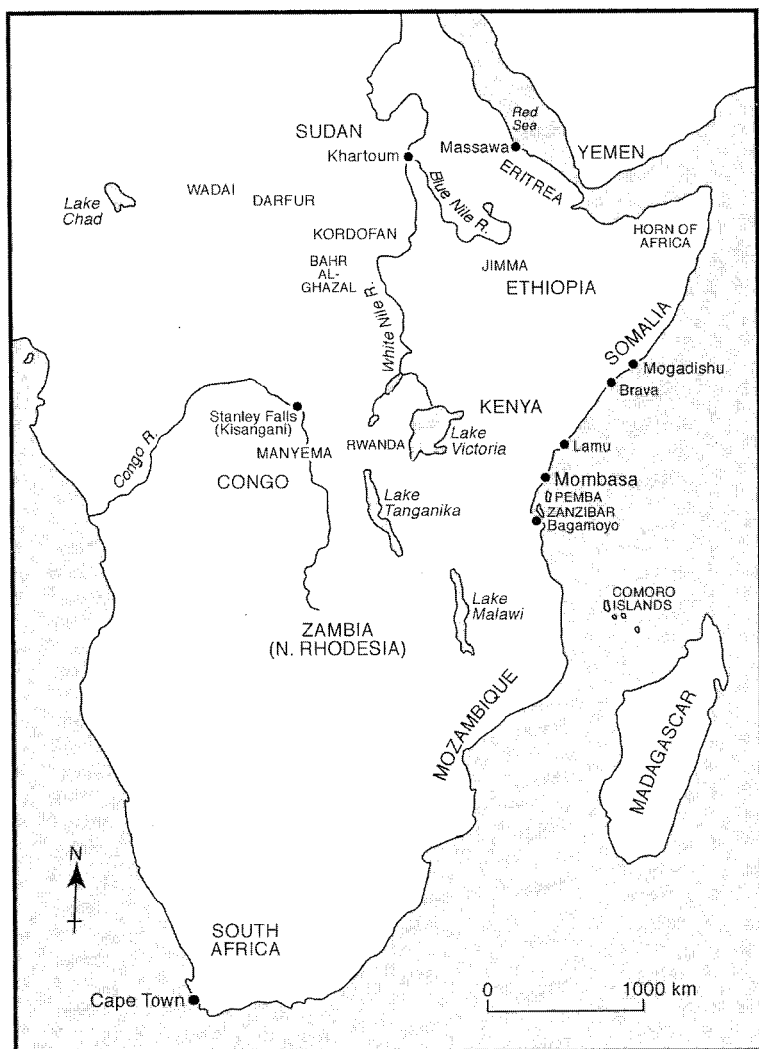 Red
Sea
SUDAN
Khartoum
Massawa
YEMEN
ERITREA
Lake
Chad
WADAI
DARFUR
Blue Nile R.
KORDOFAN
HORN OF
AFRICA
BAHR
AL-
GHAZAL
JIMMA
ETHIOPIA
White Nile R.
SOMALIA
Mogadishu
Brava
Stanley Falls
(Kisangani)
KENYA
Congo R.
MANYEMA
RWANDA
Lake
Victoria
Lamu
CONGO
Mombasa
Lake
Tanganika
PEMBA
ZANZIBAR
Bagamoyo
Lake
Malawi
COMORO
ISLANDS
ZAMBIA
(N. RHODESIA)
MOZAMBIQUE
MADAGASCAR
N
SOUTH
AFRICA
Cape Town
0 1000 km